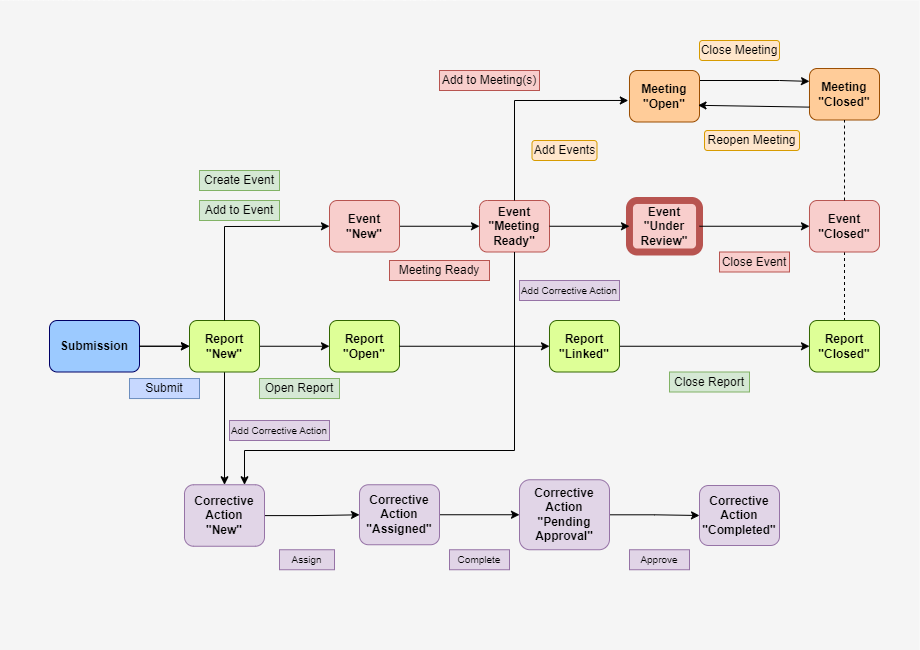 Close Meeting
Add to Meeting(s)
Meeting
"Open"
Meeting
"Closed"
Reopen Meeting
Add Events
Create Event
Add to Event
Event
"New"
Event
"Meeting
Ready"
Event
"Under
Review"
Event
"Closed"
Meeting Ready
Close Event
Add Corrective Action
Submission
Report
"New"
Report
"Open"
Report
"Linked"
Report
"Closed"
Submit
Open Report
Close Report
Add Corrective Action
Corrective
Action
"New"
Corrective
Action
"Assigned"
Corrective
Action
"Pending
Approval"
Corrective
Action
"Completed"
Assign
Complete
Approve